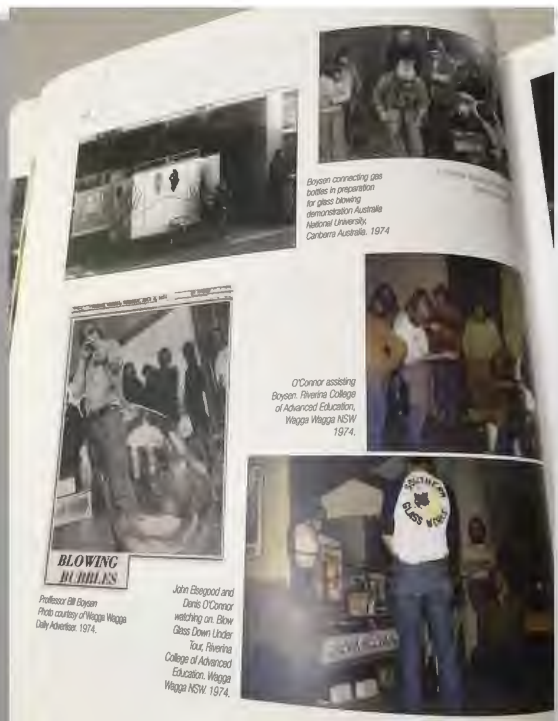 Boysen connecting gas
bottles in preparation
for glass blowing
demonstration Australia
National University,
Canberra Australia. 1974
O'Connor assisting
Boysen. Riverina College
of Advanced Education,
Wagga Wagga NSW
1974.
BLOWING
BUBBLES
Professor Bill Boysen
Photo courtesy of Wagga Wagga
Daily Advertiser. 1974.
John Elsegood and
Denis O'Connor
watching on. Blow
Glass Down Under
Tour, Riverina
College of Advanced
Education. Wagga
Wagga NSW. 1974.
SOUTHERN
GLASS WORKS